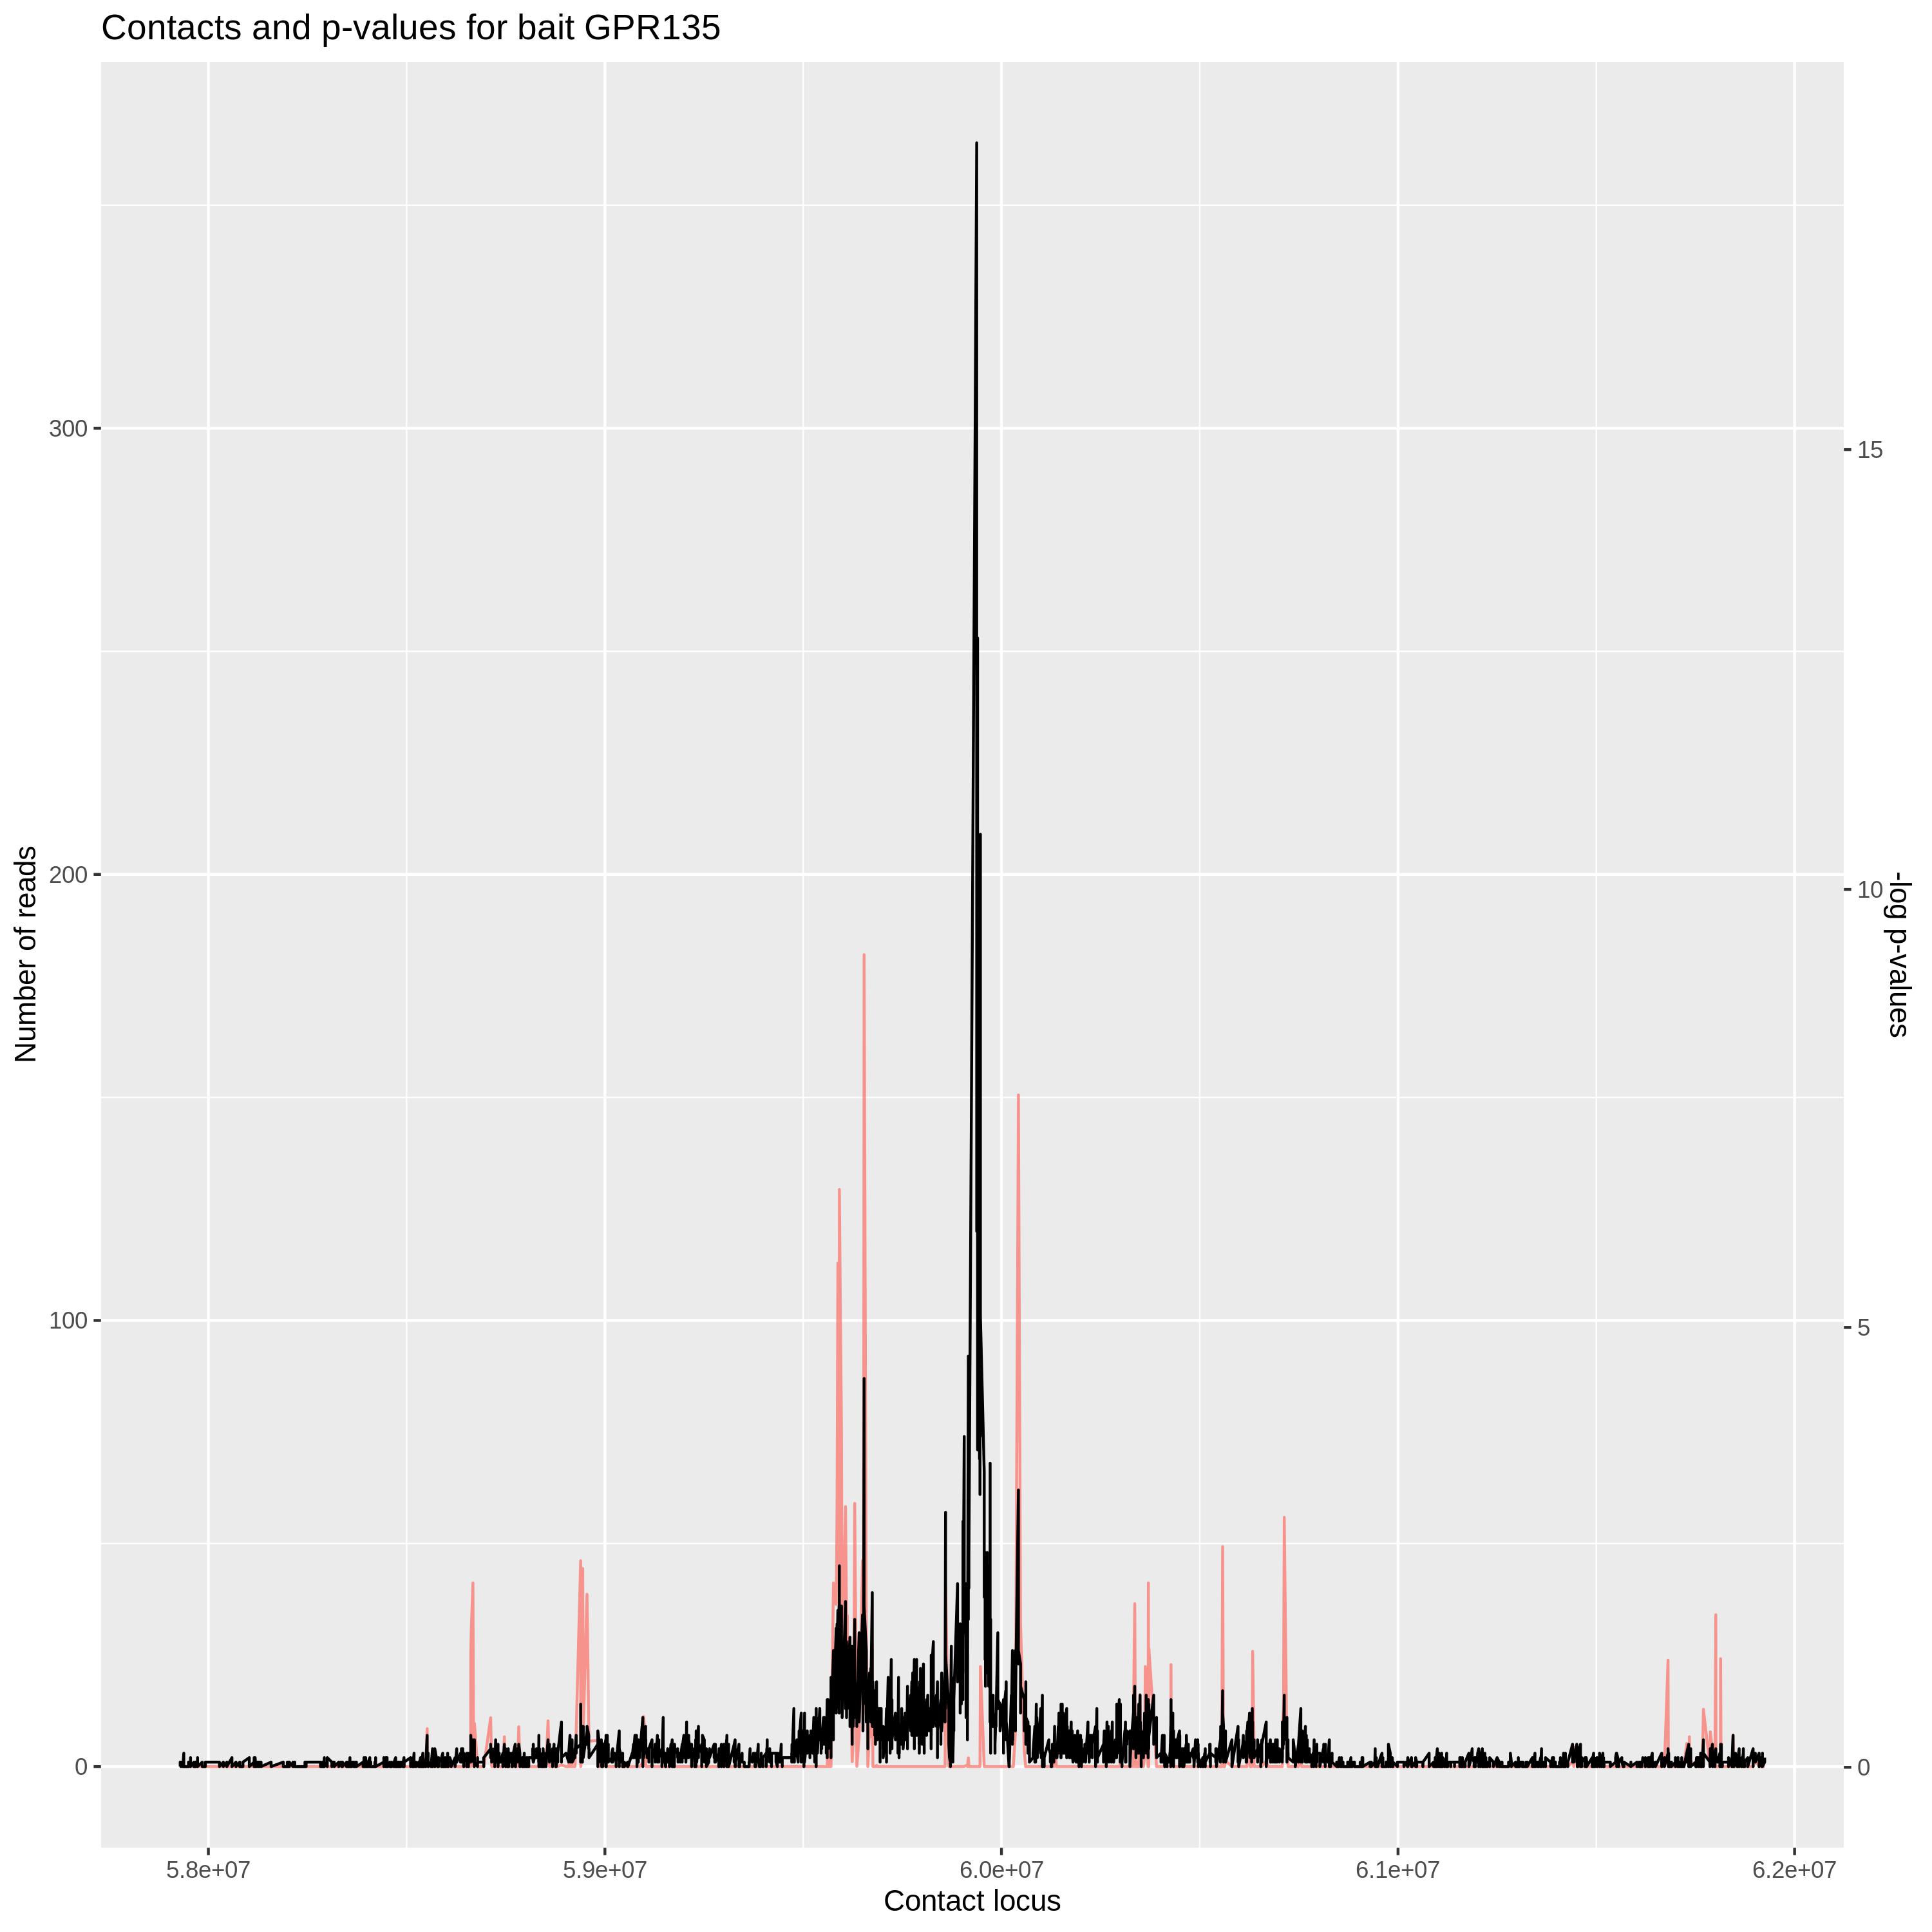 Contacts and p-values for bait GPR135
Number of reads
300
200
100
0
15
10
5
0
-log p-values
5.8e+07 5.9e+07 6.0e+07 6.1e+07 6.2e+07
Contact locus